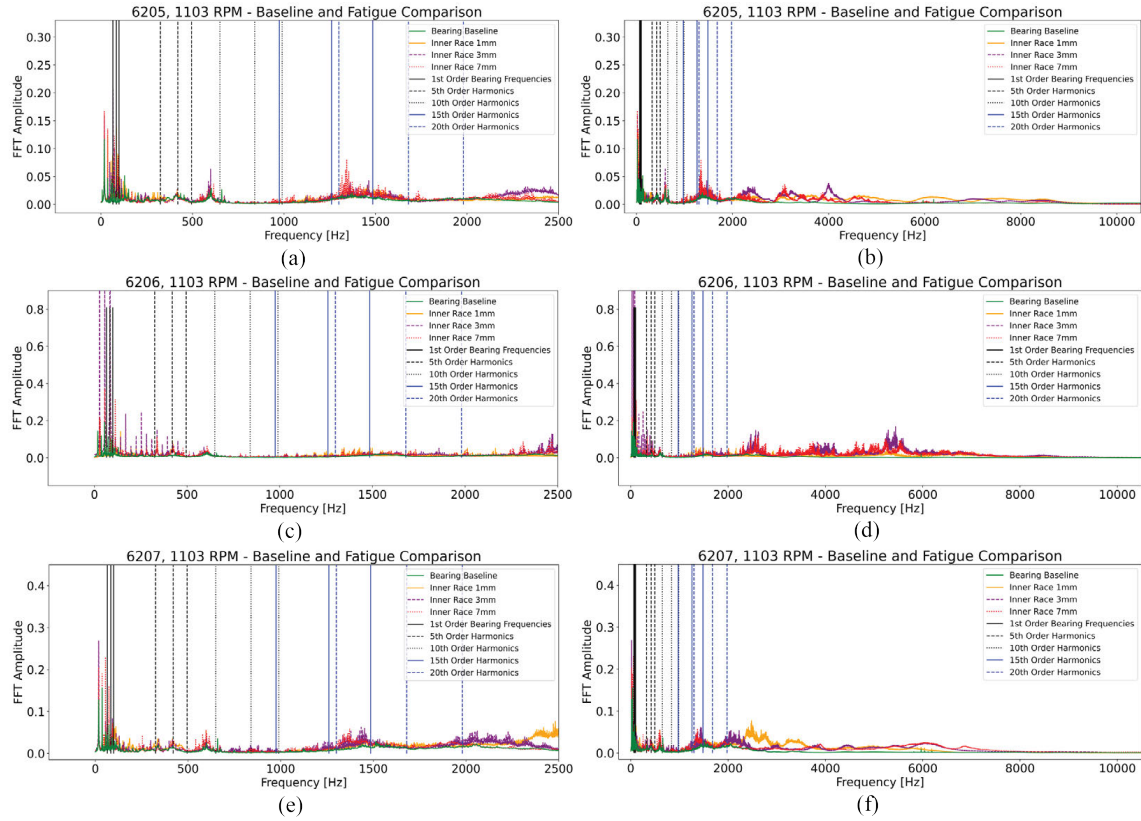 6205, 1103 RPM - Baseline and Fatigue Comparison
FFT Amplitude
0.30
0.25
0.20
0.15
0.10
0.05
0.00
Bearing Baseline
Inner Race 1mm
Inner Race 3mm
Inner Race 7mm
1st Order Bearing Frequencies
5th Order Harmonics
10th Order Harmonics
15th Order Harmonics
20th Order Harmonics
0 500 1000 1500 2000 2500
Frequency [Hz]
(a)
6205, 1103 RPM - Baseline and Fatigue Comparison
FFT Amplitude
0.30
0.25
0.20
0.15
0.10
0.05
0.00
Bearing Baseline
Inner Race 1mm
Inner Race 3mm
Inner Race 7mm
1st Order Bearing Frequencies
5th Order Harmonics
10th Order Harmonics
15th Order Harmonics
20th Order Harmonics
0 2000 4000 6000 8000 10000
Frequency [Hz]
(b)
6206, 1103 RPM - Baseline and Fatigue Comparison
FFT Amplitude
0.8
0.6
0.4
0.2
0.0
Bearing Baseline
Inner Race 1mm
Inner Race 3mm
Inner Race 7mm
1st Order Bearing Frequencies
5th Order Harmonics
10th Order Harmonics
15th Order Harmonics
20th Order Harmonics
0 500 1000 1500 2000 2500
Frequency [Hz]
(c)
6206, 1103 RPM - Baseline and Fatigue Comparison
FFT Amplitude
0.8
0.6
0.4
0.2
0.0
Bearing Baseline
Inner Race 1mm
Inner Race 3mm
Inner Race 7mm
1st Order Bearing Frequencies
5th Order Harmonics
10th Order Harmonics
15th Order Harmonics
20th Order Harmonics
0 2000 4000 6000 8000 10000
Frequency [Hz]
(d)
6207, 1103 RPM - Baseline and Fatigue Comparison
FFT Amplitude
0.4
0.3
0.2
0.1
0.0
Bearing Baseline
Inner Race 1mm
Inner Race 3mm
Inner Race 7mm
1st Order Bearing Frequencies
5th Order Harmonics
10th Order Harmonics
15th Order Harmonics
20th Order Harmonics
0 500 1000 1500 2000 2500
Frequency [Hz]
(e)
6207, 1103 RPM - Baseline and Fatigue Comparison
FFT Amplitude
0.4
0.3
0.2
0.1
0.0
Bearing Baseline
Inner Race 1mm
Inner Race 3mm
Inner Race 7mm
1st Order Bearing Frequencies
5th Order Harmonics
10th Order Harmonics
15th Order Harmonics
20th Order Harmonics
0 2000 4000 6000 8000 10000
Frequency [Hz]
(f)